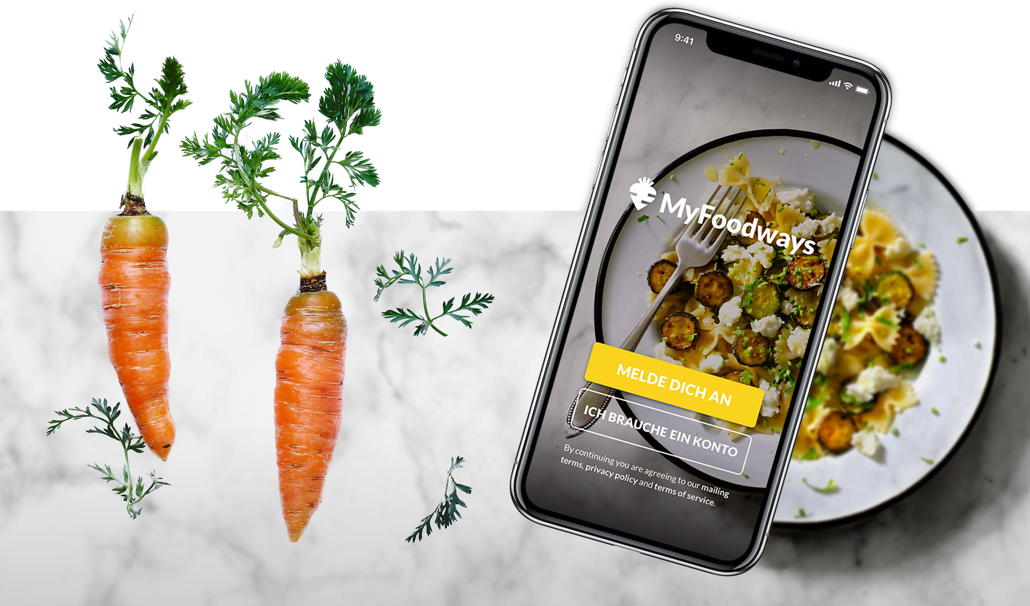 9:41
MyFoodways
MELDE DICH AN
ICH BRAUCHE EIN KONTO
By continuing you are agreeing to our mailing
terms, privacy policy and terms of service.